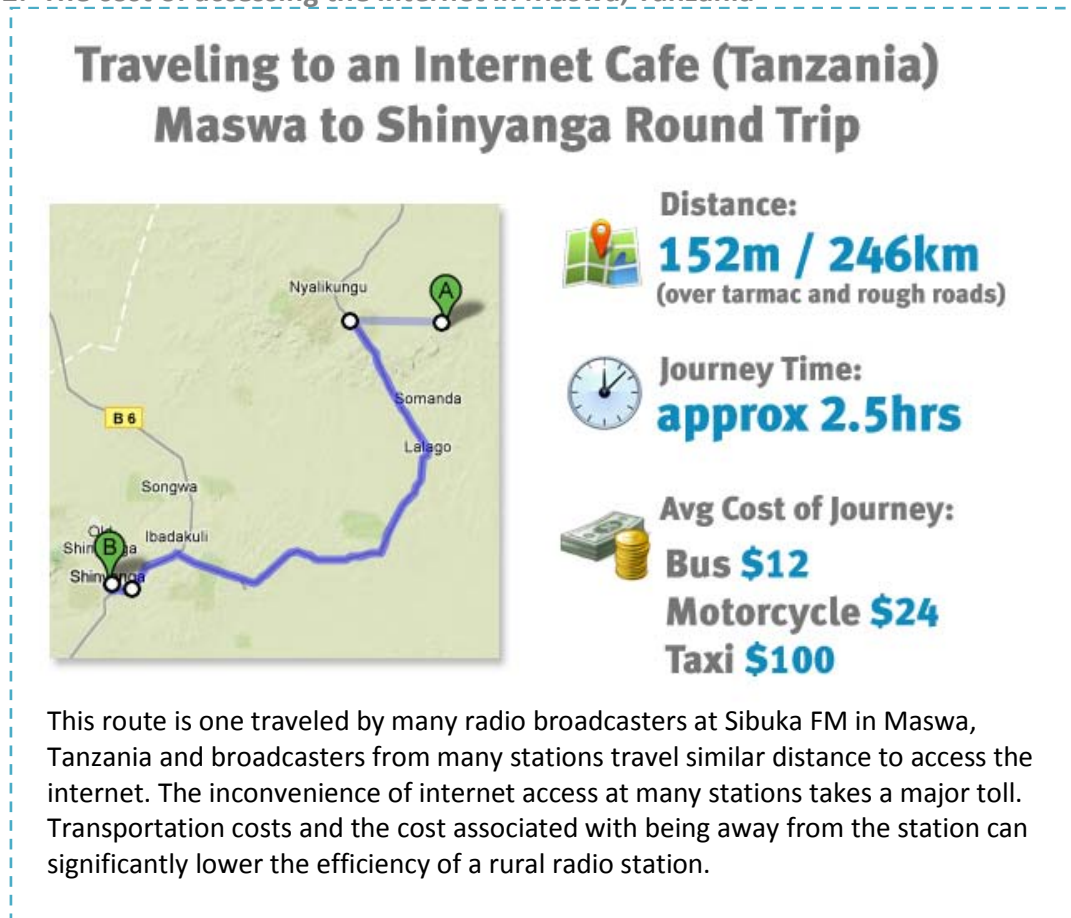 Traveling to an Internet Cafe (Tanzania)
Maswa to Shinyanga Round Trip
Distance:
152m / 246km
(over tarmac and rough roads)
Journey Time:
approx 2.5hrs
Avg Cost of Journey:
Bus $12
Motorcycle $24
Taxi $100
Nyalikungu
A
Somanda
B 6
Lalago
Songwa
Ibadakuli
B
This route is one traveled by many radio broadcasters at Sibuka FM in Maswa,
Tanzania and broadcasters from many stations travel similar distance to access the
internet. The inconvenience of internet access at many stations takes a major toll.
Transportation costs and the cost associated with being away from the station can
significantly lower the efficiency of a rural radio station.